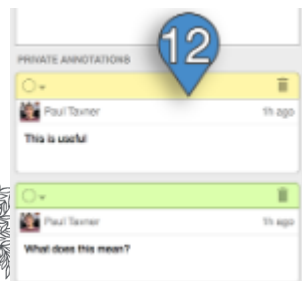 12
PRIVATE ANNOTATIONS
Paul Taxner 1h ago
This is useful
Paul Taxner 1h ago
What does this mean?